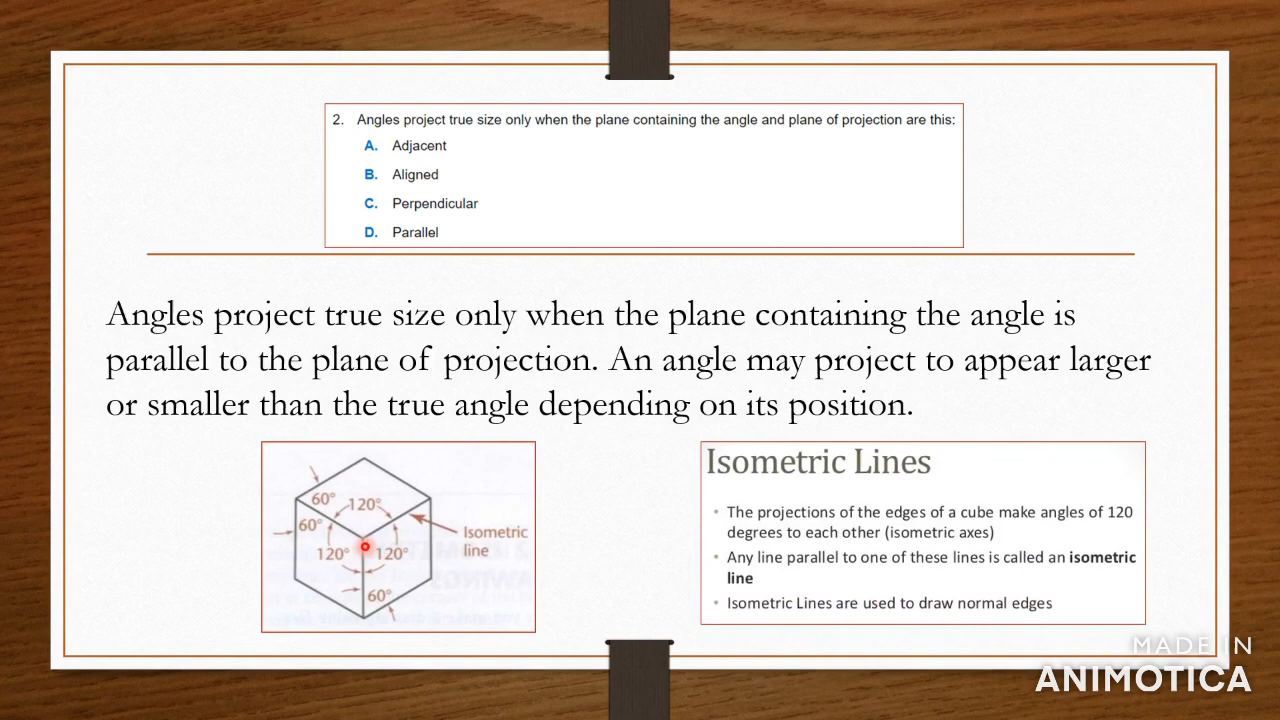 2. Angles project true size only when the plane containing the angle and plane of projection are this:
A. Adjacent
B. Aligned
C. Perpendicular
D. Parallel
Angles project true size only when the plane containing the angle is
parallel to the plane of projection. An angle may project to appear larger
or smaller than the true angle depending on its position.
60° 120°
60°
120° 120°
60°
Isometric
line
Isometric Lines
• The projections of the edges of a cube make angles of 120
degrees to each other (isometric axes)
• Any line parallel to one of these lines is called an isometric
line
• Isometric Lines are used to draw normal edges
MADE IN
ANIMOTICA